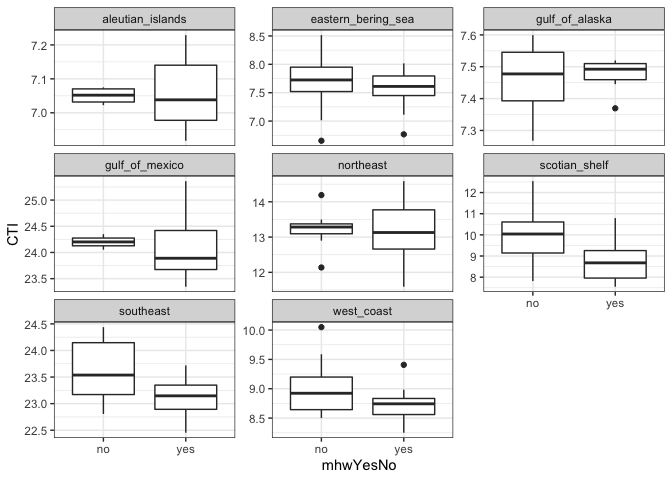 aleutian_islands
eastern_bering_sea
gulf_of_alaska
7.2
7.1
7.0
8.5
8.0
7.5
7.0
7.6
7.5
7.4
7.3
gulf_of_mexico
northeast
scotian_shelf
25.0
24.5
24.0
23.5
14
13
12
12
11
10
9
8
no yes
southeast
west_coast
24.5
24.0
23.5
23.0
22.5
10.0
9.5
9.0
8.5
no yes
no yes
CTI
mhwYesNo